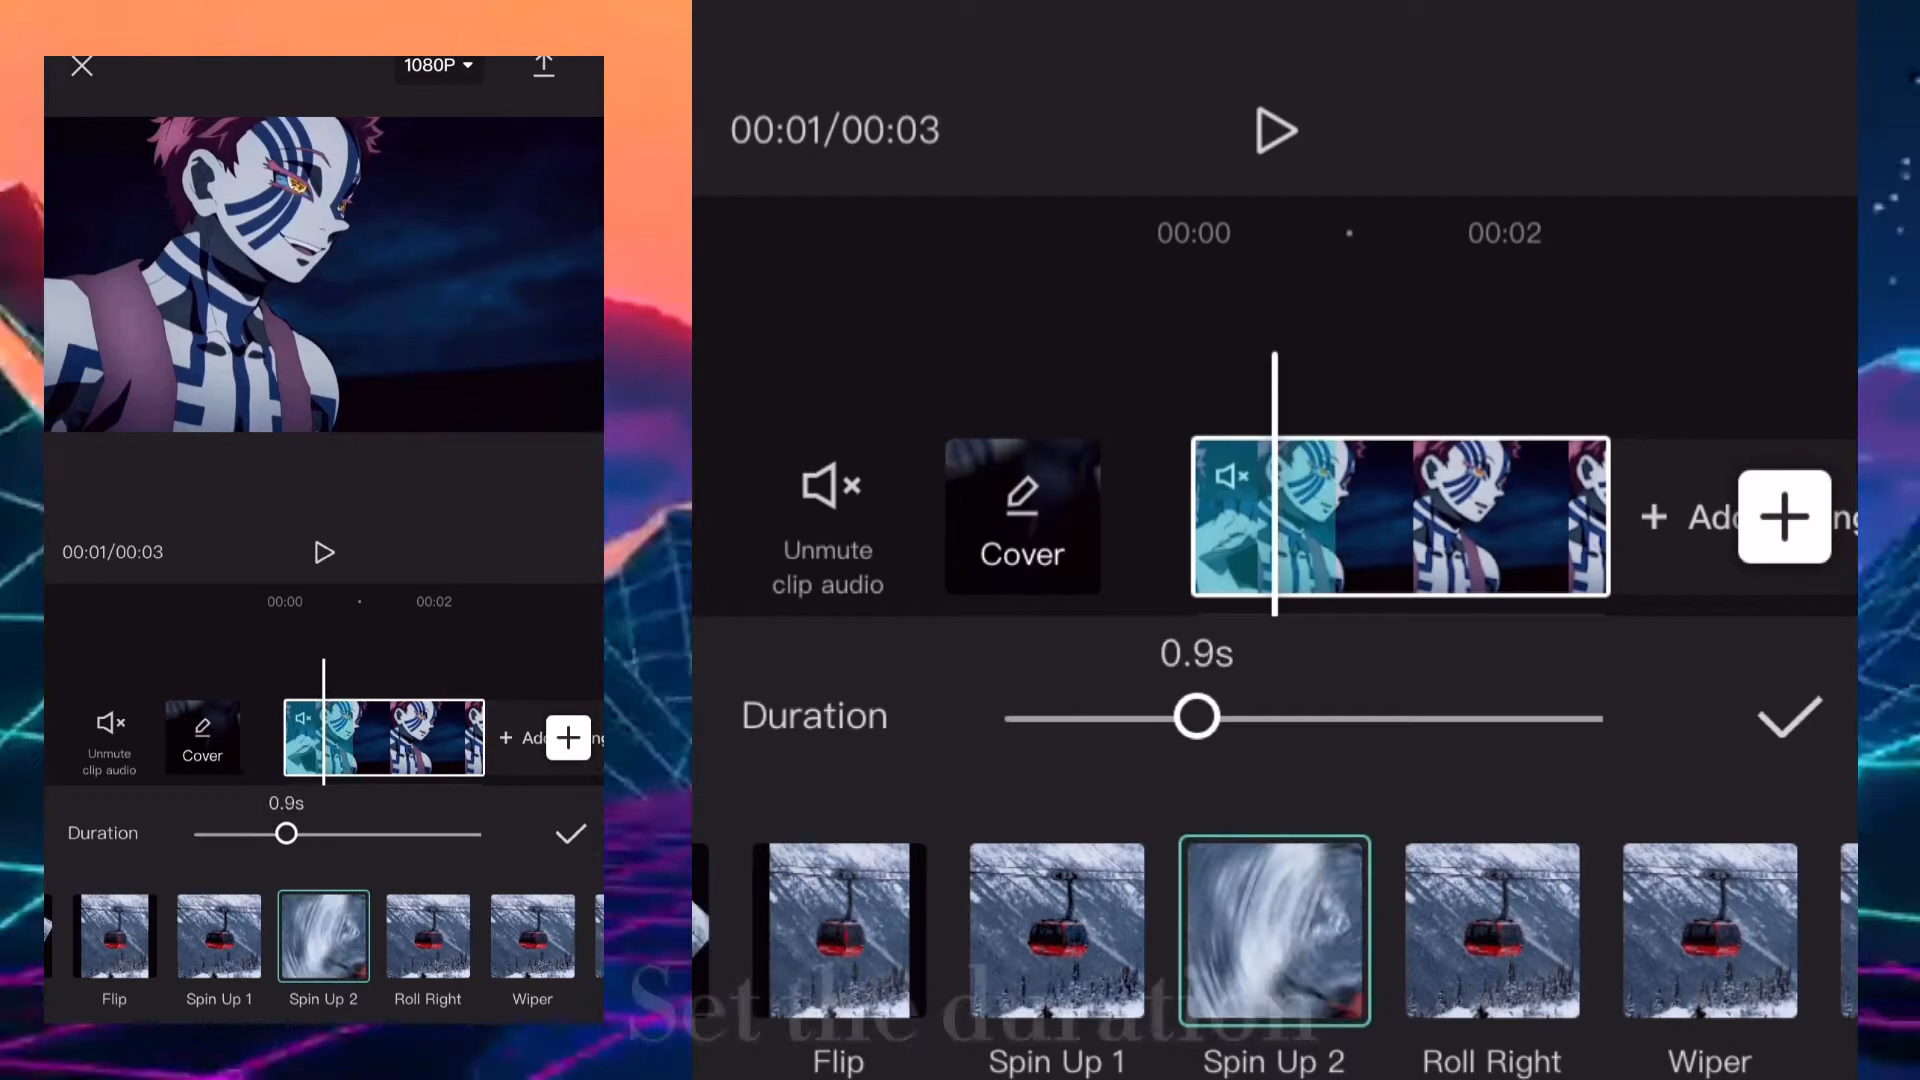 1080P
00:01/00:03
00:00
00:02
Unmute
clip audio
Cover
+ Add
0.9s
Duration
Flip
Spin Up 1
Spin Up 2
Roll Right
Wiper
00:01/00:03
00:00
00:02
Unmute
clip audio
Cover
+ Add
0.9s
Duration
Set the duration
Flip
Spin Up 1
Spin Up 2
Roll Right
Wiper